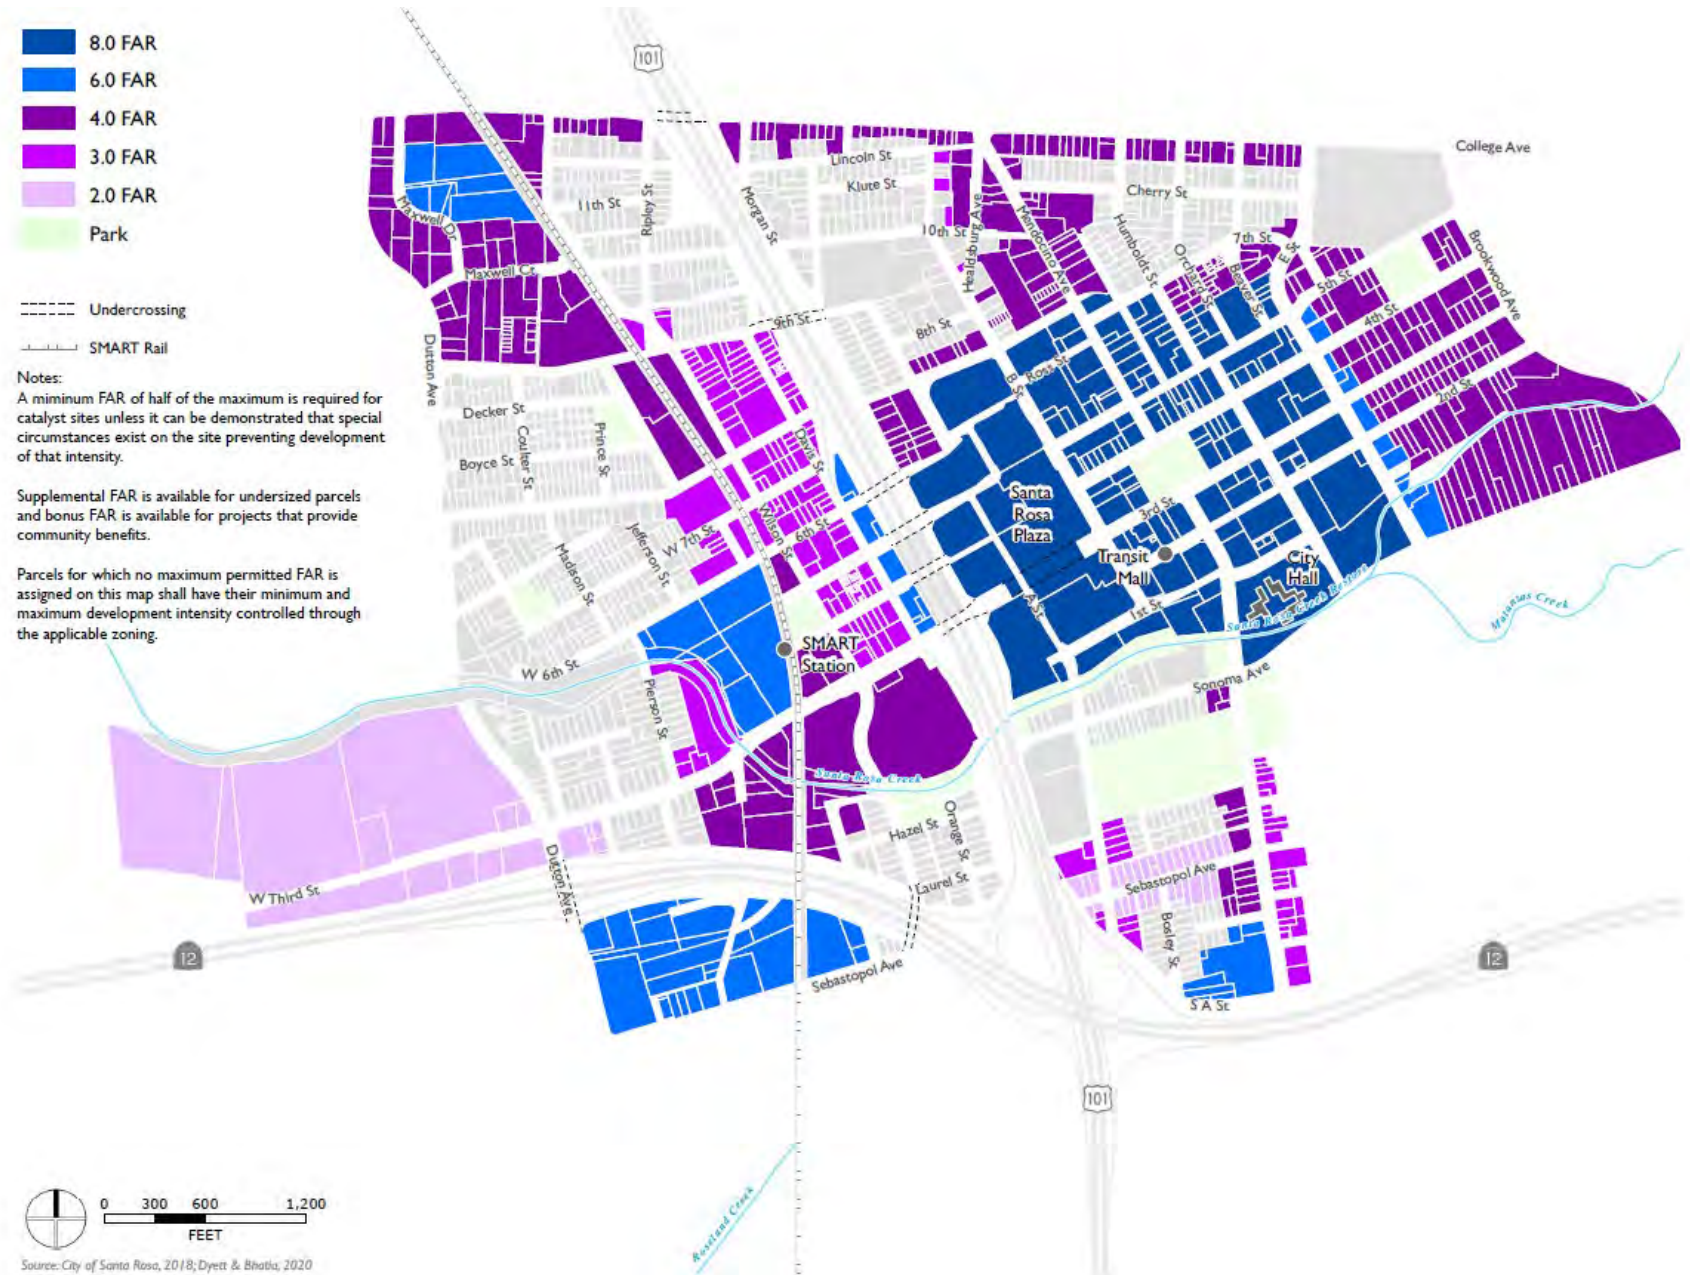 8.0 FAR
6.0 FAR
4.0 FAR
3.0 FAR
2.0 FAR
Park
Undercrossing
SMART Rail
Notes:
A miminum FAR of half of the maximum is required for
catalyst sites unless it can be demonstrated that special
circumstances exist on the site preventing development
of that intensity.
Supplemental FAR is available for undersized parcels
and bonus FAR is available for projects that provide
community benefits.
Parcels for which no maximum permitted FAR is
assigned on this map shall have their minimum and
maximum development intensity controlled through
the applicable zoning.
101
College Ave
Lincoln St
Klute St
Cherry St
11th St
Ripley St
Morgan St
Maxwell Dr
Maxwell Ct
10th St
Healdsburg Ave
Mendocino Ave
Humboldt St
Orchard St
Beaver St
7th St
E St
5th St
4th St
Brookwood Ave
9th St
8th St
Dutton Ave
Ross St
B St
2nd St
Decker St
Coulter St
Prince St
Boyce St
Davis St
Santa
Rosa
Plaza
3rd St
Transit
Mall
City
Hall
W 7th St
Wilson St
6th St
Jefferson St
Madison St
A St
1st St
Santa Rosa Creek
Matanzas Creek
SMART
Station
W 6th St
Pierson St
Sonoma Ave
Santa Rosa Creek
Hazel St
Orange St
Laurel St
Sebastopol Ave
Bosley St
W Third St
Dutton Ave
12
Sebastopol Ave
S A St
12
101
Roseland Creek
0 300 600 1,200
FEET
Source: City of Santa Rosa, 2018; Dyett & Bhatia, 2020